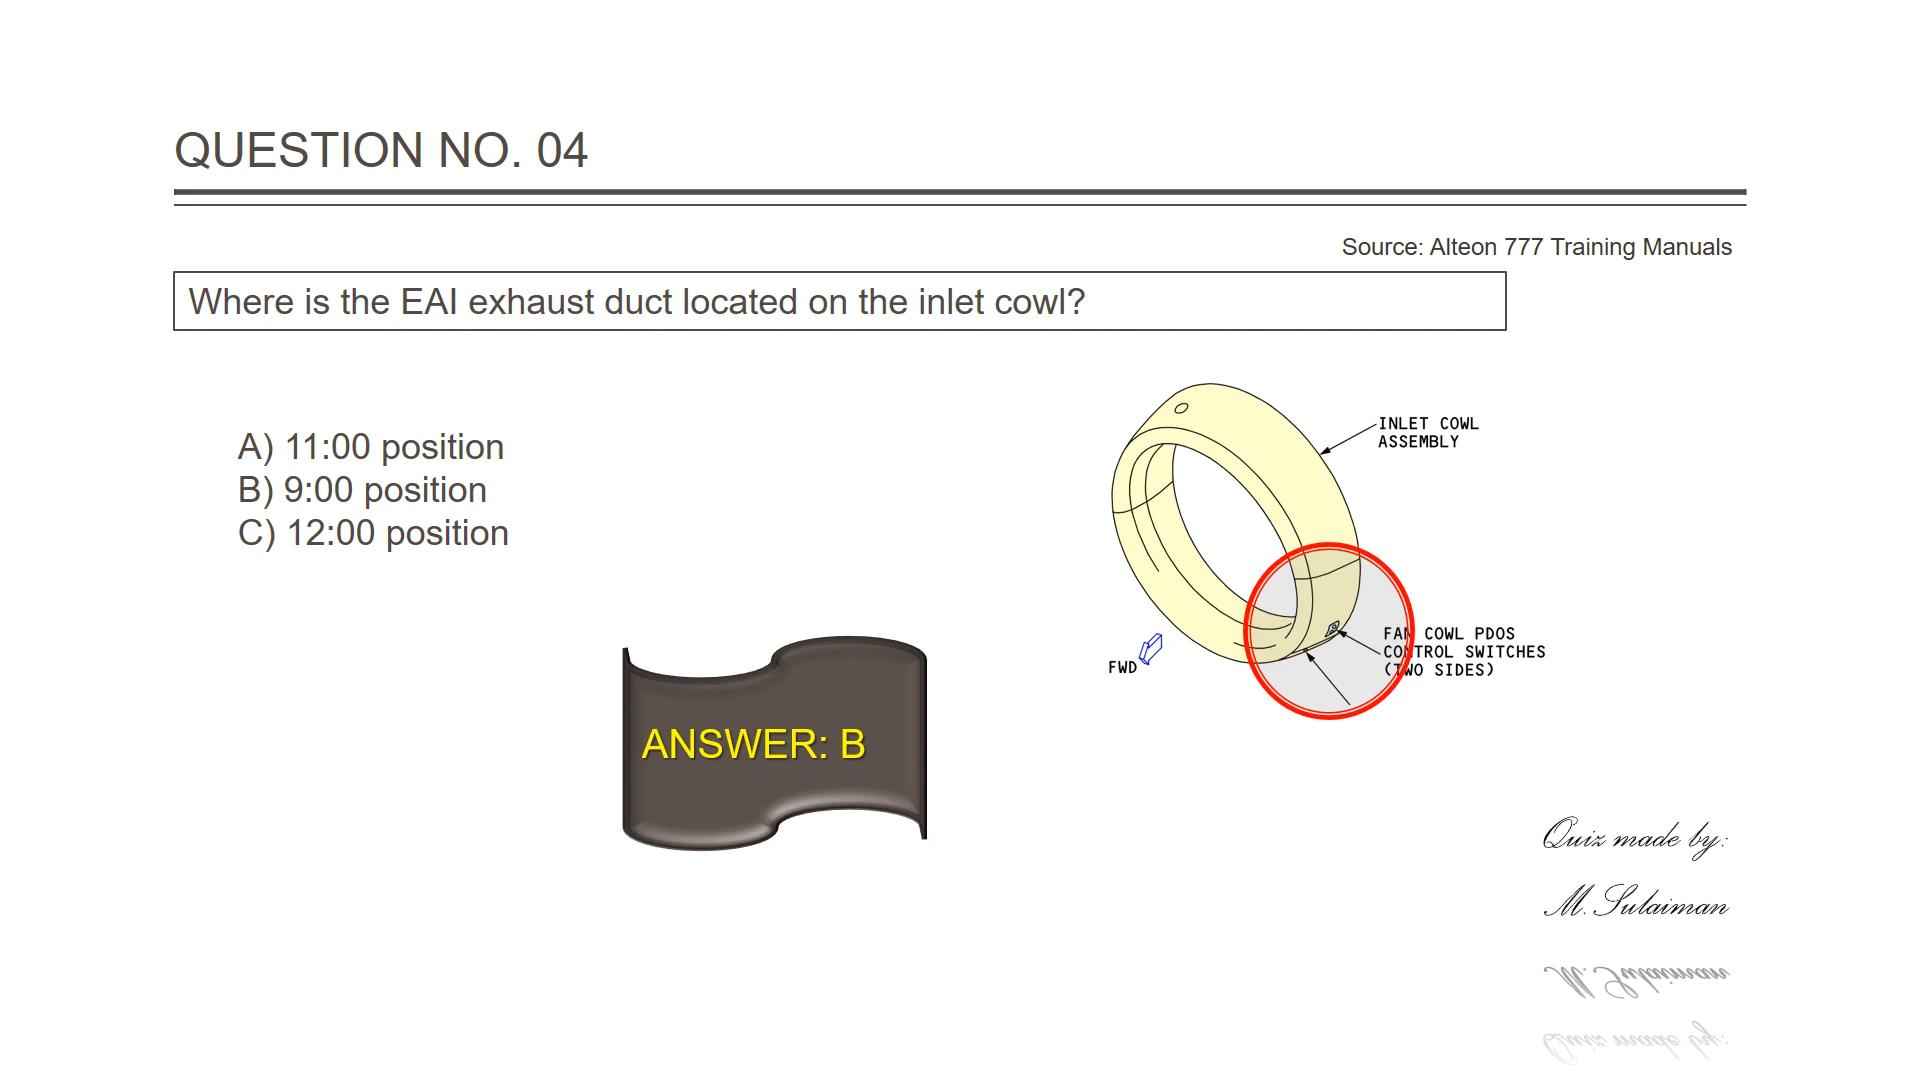 QUESTION NO. 04
Source: Alteon 777 Training Manuals
Where is the EAI exhaust duct located on the inlet cowl?
A) 11:00 position
B) 9:00 position
C) 12:00 position
INLET COWL
ASSEMBLY
FAN COWL PDOS
CONTROL SWITCHES
(TWO SIDES)
FWD
ANSWER: B
Quiz made by:
M. Sulaiman